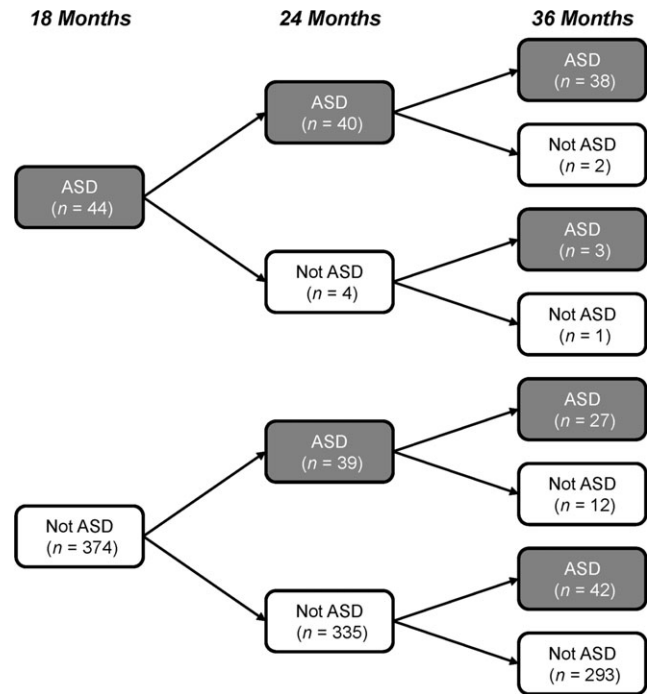 18 Months
24 Months
36 Months
ASD
(n = 44)
ASD
(n = 40)
ASD
(n = 38)
Not ASD
(n = 2)
Not ASD
(n = 4)
ASD
(n = 3)
Not ASD
(n = 1)
Not ASD
(n = 374)
ASD
(n = 39)
ASD
(n = 27)
Not ASD
(n = 12)
Not ASD
(n = 335)
ASD
(n = 42)
Not ASD
(n = 293)